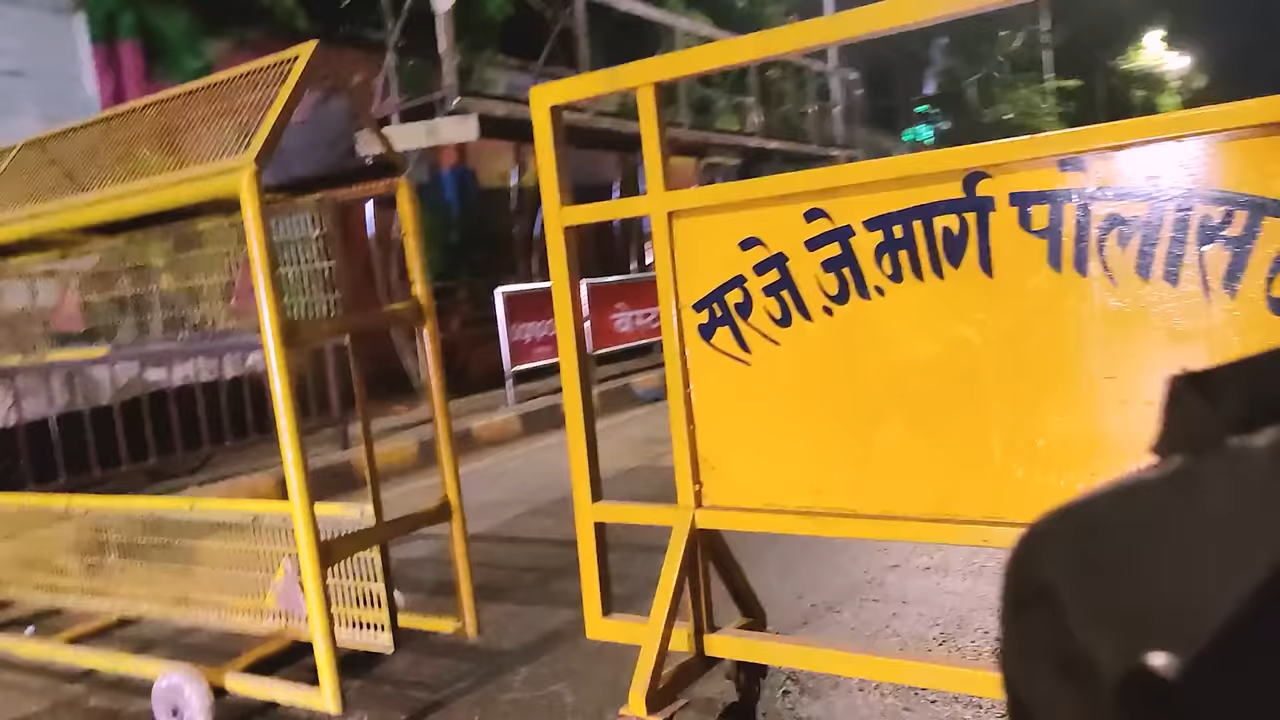 सर जे. जे. मार्ग पोलीस
बेस्ट